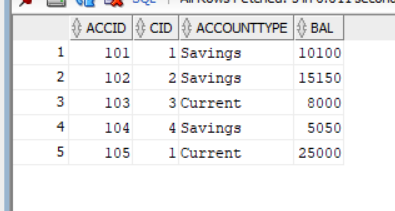 SQL | All Rows Fetched: 5 in 0.011 second
ACCID CID ACCOUNTTYPE BAL
1 101 1 Savings 10100
2 102 2 Savings 15150
3 103 3 Current 8000
4 104 4 Savings 5050
5 105 1 Current 25000